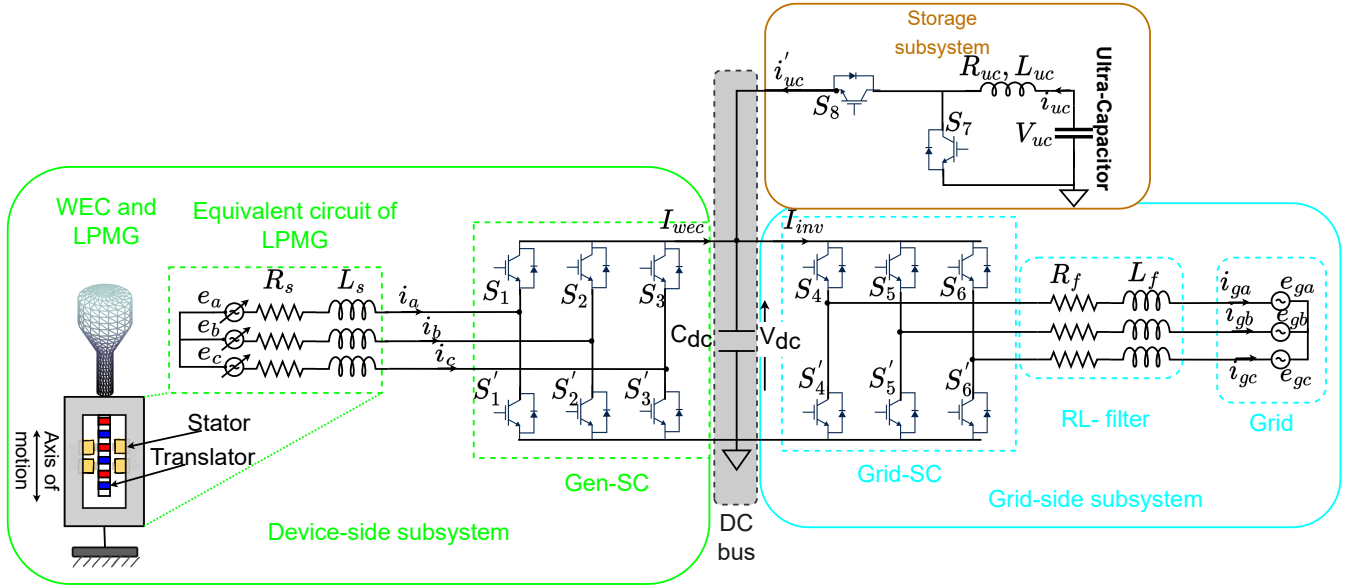 Storage
subsystem
i'uc
Ruc, Luc
S8
iuc
S7
Vuc
Ultra-Capacitor
WEC and
LPMG
Equivalent circuit of
LPMG
Iwec
Iinv
Rs
Ls
ea
ia
eb
ib
ec
ic
S1
S2
S3
S'1
S'2
S'3
Cdc
Vdc
S4
S5
S6
S'4
S'5
S'6
Rf
Lf
iga
ega
igb
egb
igc
egc
Stator
Translator
Axis of
motion
Gen-SC
Grid-SC
RL- filter
Grid
Device-side subsystem
Grid-side subsystem
DC
bus